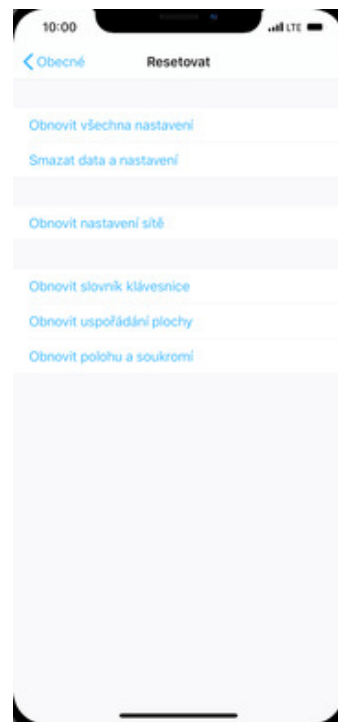 10:00
LTE
Obecné
Resetovat
Obnovit všechna nastavení
Smazat data a nastavení
Obnovit nastavení sítě
Obnovit slovník klávesnice
Obnovit uspořádání plochy
Obnovit polohu a soukromí